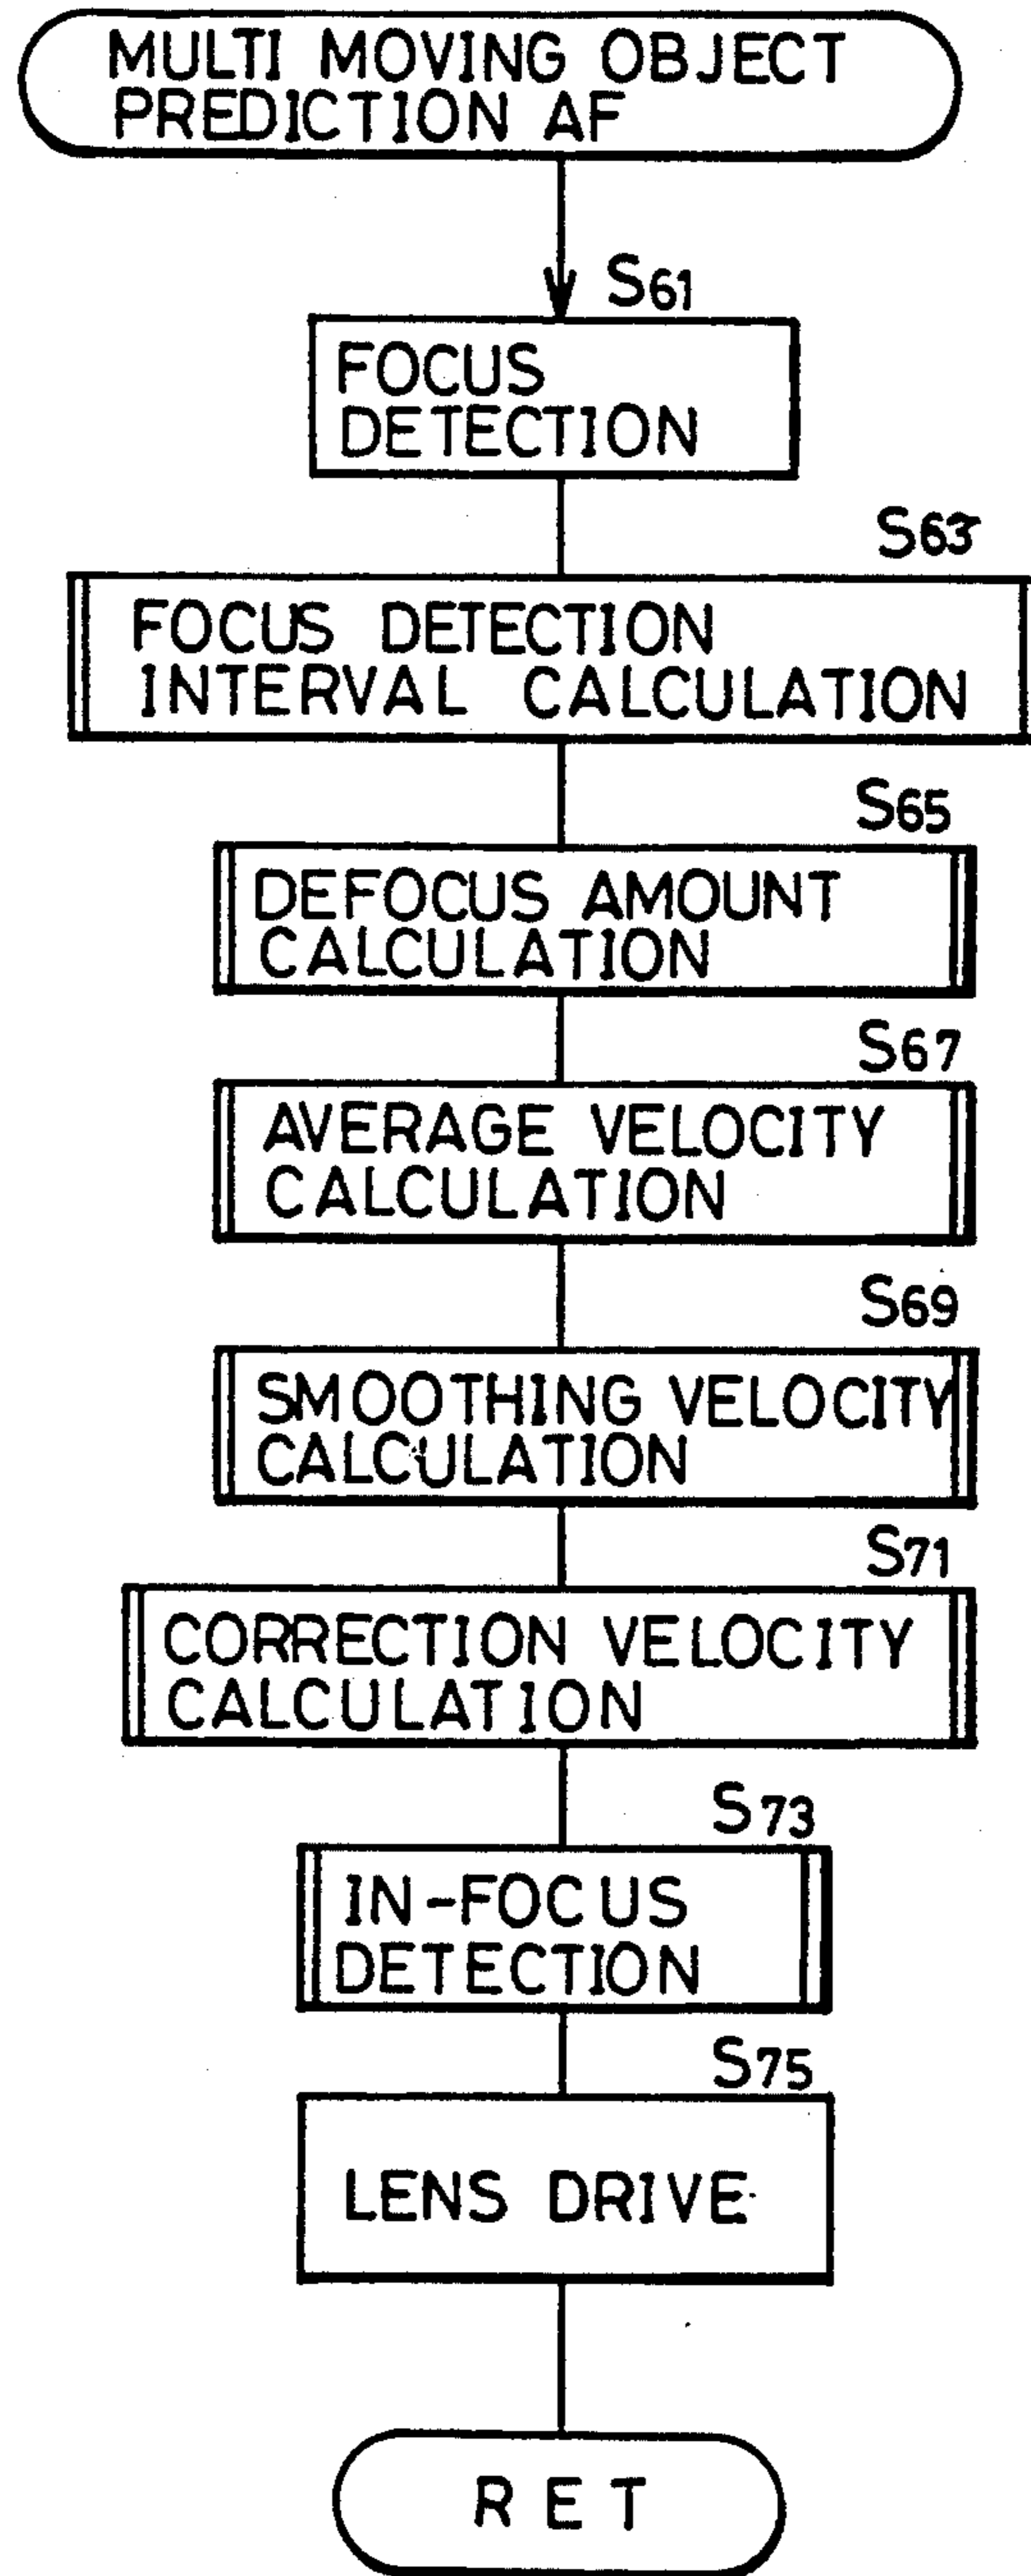 MULTI MOVING OBJECT
PREDICTION AF
S61
FOCUS
DETECTION
S63
FOCUS DETECTION
INTERVAL CALCULATION
S65
DEFOCUS AMOUNT
CALCULATION
S67
AVERAGE VELOCITY
CALCULATION
S69
SMOOTHING VELOCITY
CALCULATION
S71
CORRECTION VELOCITY
CALCULATION
S73
IN-FOCUS
DETECTION
S75
LENS DRIVE
RET